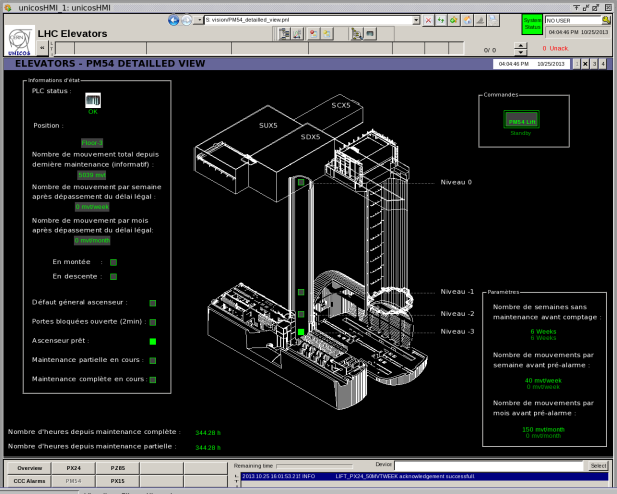 unicosHMI_1: unicosHMI
S: vision/PM54_detailled_view.pnl
System Status
NO USER
LHC Elevators
04:04:46 PM 10/25/2013
UNICOS
0/ 0
0 Unack.
ELEVATORS - PM54 DETAILLED VIEW
04:04:46 PM 10/25/2013
3 4
Informations d'état
PLC status :
OK
Position :
Floor-3
Nombre de mouvement total depuis
dernière maintenance (informatif) :
5039 mvt
Nombre de mouvement par semaine
après dépassement du délai légal :
0 mvt/week
Nombre de mouvement par mois
après dépassement du délai légal:
0 mvt/month
En montée :
En descente :
Défaut géneral ascenseur :
Portes bloquées ouverte (2min) :
Ascenseur prêt :
Maintenance partielle en cours :
Maintenance complète en cours :
SCX5
SUX5
SDX5
Niveau 0
Niveau -1
Niveau -2
Niveau -3
Commandes
PM54 Lift
Standby
Paramètres
Nombre de semaines sans
maintenance avant comptage :
6 Weeks
6 Weeks
Nombre de mouvements par
semaine avant pré-alarme :
40 mvt/week
0 mvt/week
Nombre de mouvements par
mois avant pré-alarme :
150 mvt/month
0 mvt/month
Nombre d'heures depuis maintenance complète :
344.28 h
Nombre d'heures depuis maintenance partielle :
344.28 h
Overview PX24 PZ85
CCC Alarms PM54 PX15
Remaining time
Device
Select
2013.10.25 16:01:53.21! INFO LIFT_PX24_50MVTWEEK acknowledgement successfull